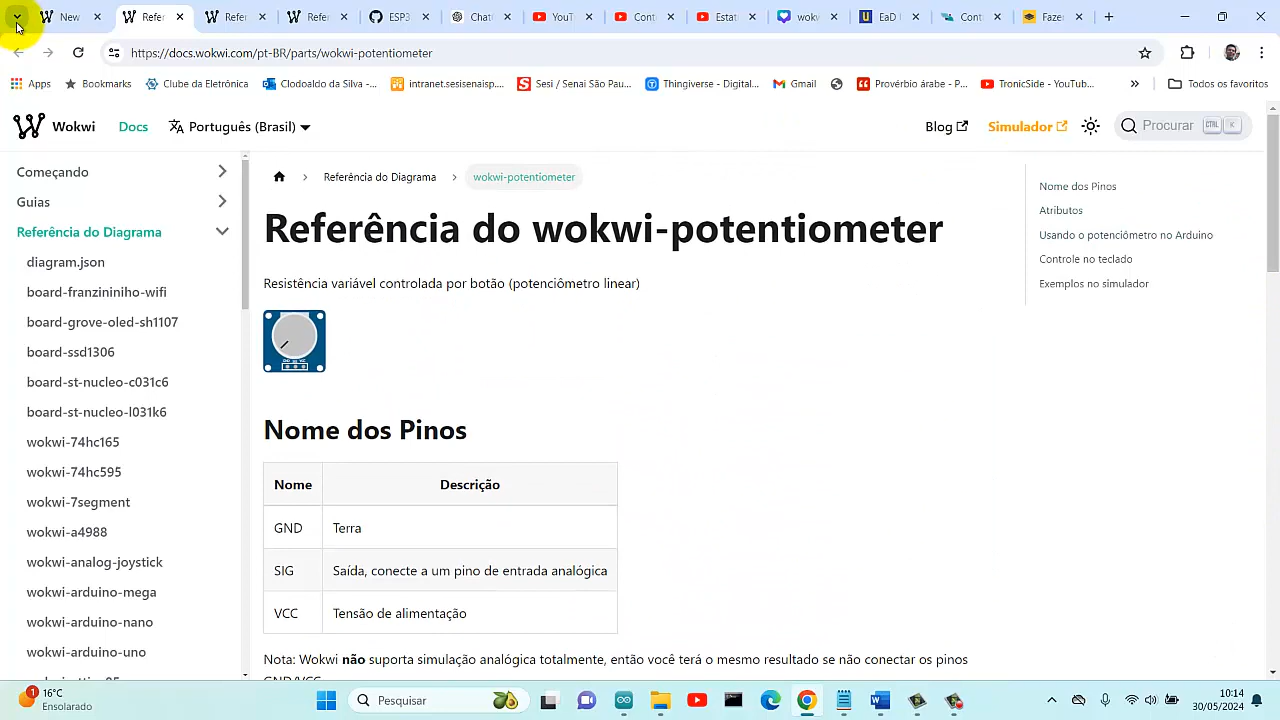 New
Refer
Refer
ESP3
Chat
YouT
Cont
Estat
wok
EaD
Cont
Faze
https://docs.wokwi.com/pt-BR/parts/wokwi-potentiometer
Apps
Bookmarks
Clube da Eletrônica
Clodoaldo da Silva -...
intranet.sesisenaisp...
Sesi / Senai São Pau...
Thingiverse - Digital...
Gmail
Provérbio árabe - P...
TronicSide - YouTub...
»
Todos os favoritos
Wokwi
Docs
Português (Brasil)
Blog
Simulador
Procurar
CTRL K
Começando
Guias
Referência do Diagrama
diagram.json
board-franzininiho-wifi
board-grove-oled-sh1107
board-ssd1306
board-st-nucleo-c031c6
board-st-nucleo-l031k6
wokwi-74hc165
wokwi-74hc595
wokwi-7segment
wokwi-a4988
wokwi-analog-joystick
wokwi-arduino-mega
wokwi-arduino-nano
wokwi-arduino-uno
Referência do Diagrama
wokwi-potentiometer
Referência do wokwi-potentiometer
Resistência variável controlada por botão (potenciômetro linear)
GND SIG VCC
Nome dos Pinos
Nome Descrição
GND Terra
SIG Saída, conecte a um pino de entrada analógica
VCC Tensão de alimentação
Nota: Wokwi não suporta simulação analógica totalmente, então você terá o mesmo resultado se não conectar os pinos
Nome dos Pinos
Atributos
Usando o potenciômetro no Arduino
Controle no teclado
Exemplos no simulador
1
16°C
Ensolarado
Pesquisar
10:14
30/05/2024